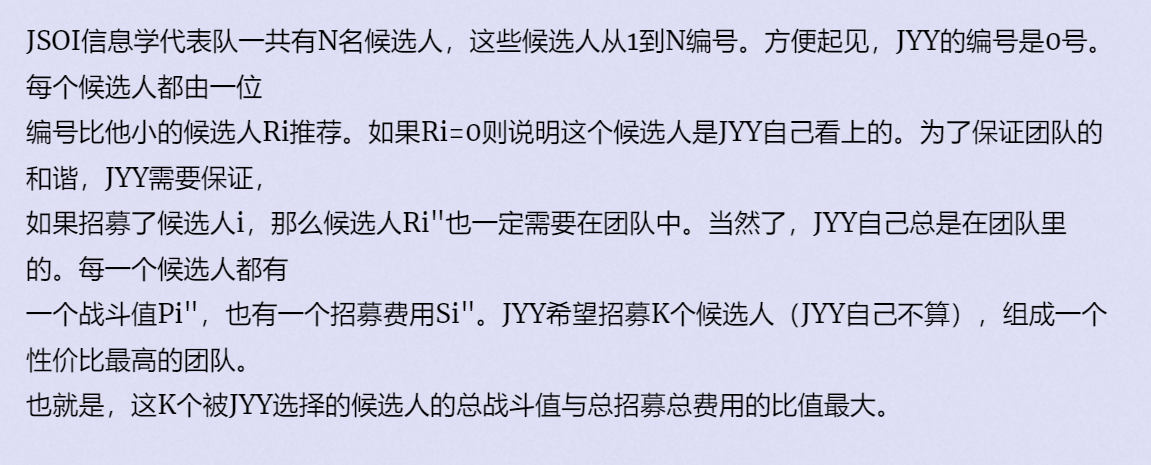 JSOI信息学代表队一共有N名候选人，这些候选人从1到N编号。方便起见，JYY的编号是0号。
每个候选人都由一位
编号比他小的候选人Ri推荐。如果Ri=0则说明这个候选人是JYY自己看上的。为了保证团队的
和谐，JYY需要保证，
如果招募了候选人i，那么候选人Ri"也一定需要在团队中。当然了，JYY自己总是在团队里
的。每一个候选人都有
一个战斗值Pi"，也有一个招募费用Si"。JYY希望招募K个候选人（JYY自己不算），组成一个
性价比最高的团队。
也就是，这K个被JYY选择的候选人的总战斗值与总招募总费用的比值最大。